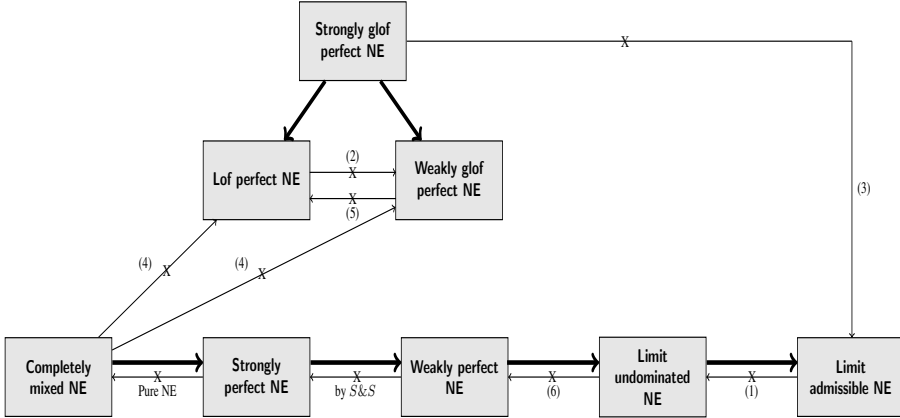 Strongly glof
perfect NE
X
(2)
Lof perfect NE
X
Weakly glof
perfect NE
X
(5)
(3)
(4)
X
(4)
X
Completely
mixed NE
X
Pure NE
Strongly
perfect NE
X
by S&S
Weakly perfect
NE
X
(6)
Limit
undominated
NE
X
(1)
Limit
admissible NE